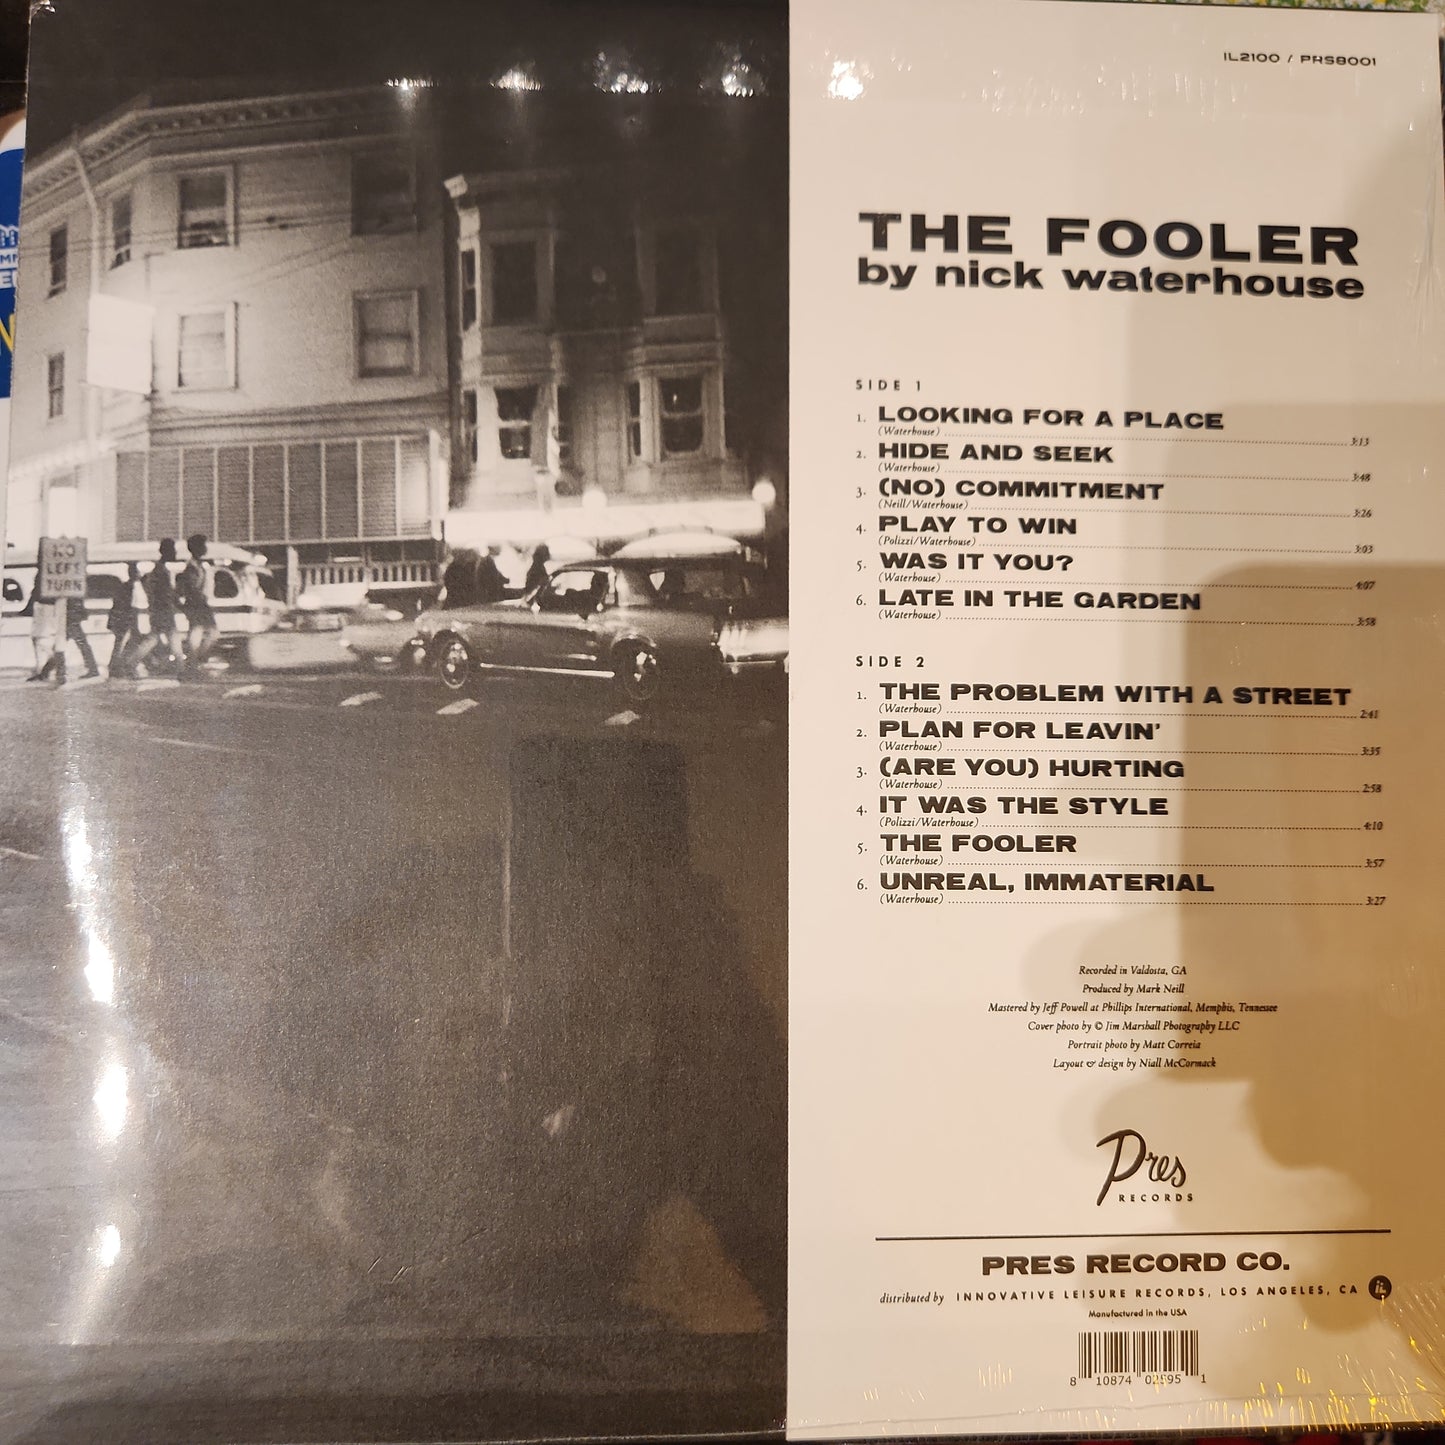 IL2100 / PRS8001
THE FOOLER
by nick waterhouse
SIDE 1
1. LOOKING FOR A PLACE
(Waterhouse) 3:13
2. HIDE AND SEEK
(Waterhouse) 3:48
3. (NO) COMMITMENT
(Neill/Waterhouse) 3:26
4. PLAY TO WIN
(Polizzi/Waterhouse) 3:03
5. WAS IT YOU?
(Waterhouse) 4:07
6. LATE IN THE GARDEN
(Waterhouse) 3:58
SIDE 2
1. THE PROBLEM WITH A STREET
(Waterhouse) 2:41
2. PLAN FOR LEAVIN'
(Waterhouse) 3:35
3. (ARE YOU) HURTING
(Waterhouse) 2:58
4. IT WAS THE STYLE
(Polizzi/Waterhouse) 4:10
5. THE FOOLER
(Waterhouse) 3:57
6. UNREAL, IMMATERIAL
(Waterhouse) 3:27
Recorded in Valdosta, GA
Produced by Mark Neill
Mastered by Jeff Powell at Phillips International, Memphis, Tennessee
Cover photo by © Jim Marshall Photography LLC
Portrait photo by Matt Correia
Layout & design by Niall McCormack
Pres
RECORDS
PRES RECORD CO.
distributed by INNOVATIVE LEISURE RECORDS, LOS ANGELES, CA iL
Manufactured in the USA
8 10874 02595 1
NO
LEFT
TURN